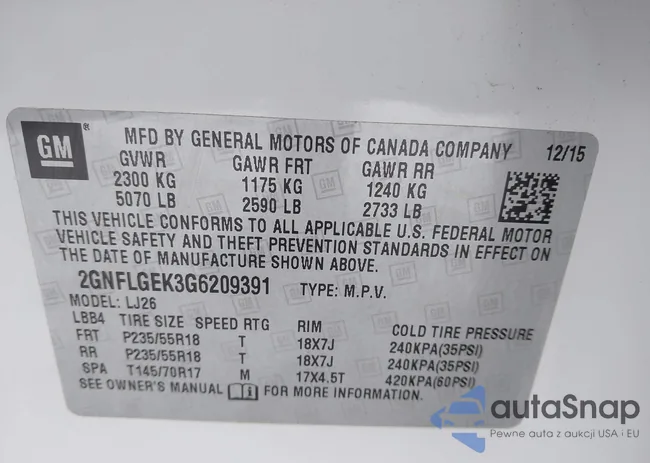 GM ® MFD BY GENERAL MOTORS OF CANADA COMPANY 12/15
GVWR GAWR FRT GAWR RR
2300 KG 1175 KG 1240 KG
5070 LB 2590 LB 2733 LB
THIS VEHICLE CONFORMS TO ALL APPLICABLE U.S. FEDERAL MOTOR
VEHICLE SAFETY AND THEFT PREVENTION STANDARDS IN EFFECT ON
THE DATE OF MANUFACTURE SHOWN ABOVE.
2GNFLGEK3G6209391 TYPE: M.P.V.
MODEL: LJ26
LBB4 TIRE SIZE SPEED RTG RIM COLD TIRE PRESSURE
FRT P235/55R18 T 18X7J 240KPA(35PSI)
RR P235/55R18 T 18X7J 240KPA(35PSI)
SPA T145/70R17 M 17X4.5T 420KPA(60PSI)
SEE OWNER'S MANUAL FOR MORE INFORMATION.
autaSnap
Pewne auta z aukcji USA i EU